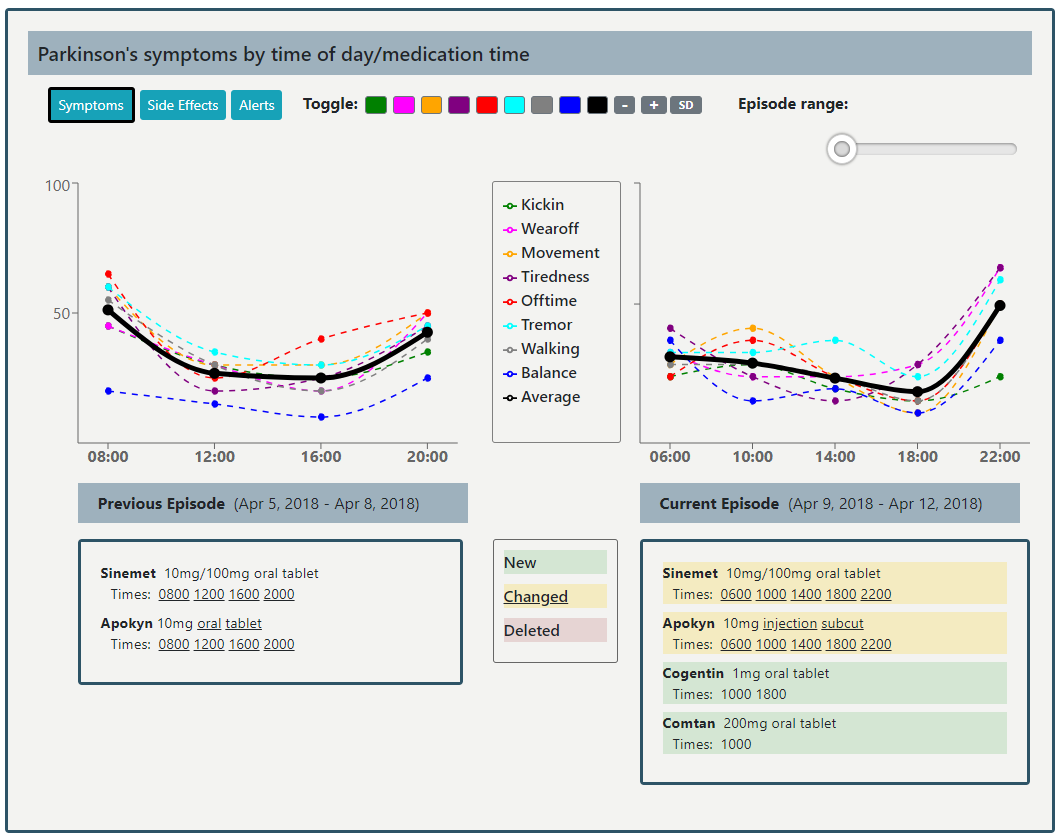 Parkinson's symptoms by time of day/medication time
Symptoms Side Effects Alerts Toggle: - + SD Episode range:
100
50
08:00 12:00 16:00 20:00
Kickin
Wearoff
Movement
Tiredness
Offtime
Tremor
Walking
Balance
Average
06:00 10:00 14:00 18:00 22:00
Previous Episode (Apr 5, 2018 - Apr 8, 2018)
Sinemet 10mg/100mg oral tablet
Times: 0800 1200 1600 2000
Apokyn 10mg oral tablet
Times: 0800 1200 1600 2000
New
Changed
Deleted
Current Episode (Apr 9, 2018 - Apr 12, 2018)
Sinemet 10mg/100mg oral tablet
Times: 0600 1000 1400 1800 2200
Apokyn 10mg injection subcut
Times: 0600 1000 1400 1800 2200
Cogentin 1mg oral tablet
Times: 1000 1800
Comtan 200mg oral tablet
Times: 1000